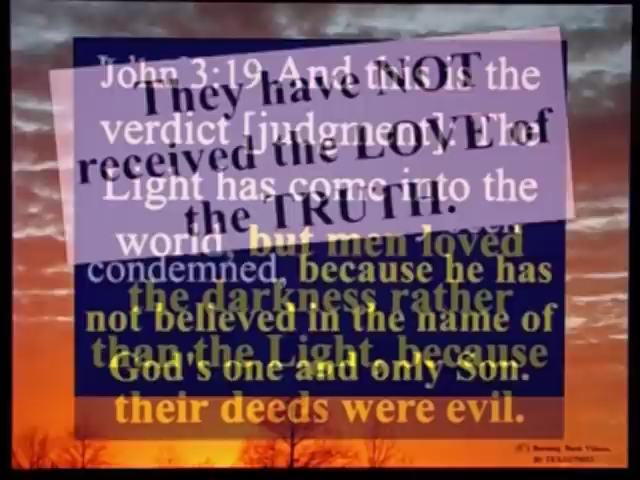 John 3:19 And this is the
verdict [judgment]: The
Light has come into the
world, but men loved
the darkness rather
than the Light, because
their deeds were evil.
They have NOT
received the LOVE of
the TRUTH.
condemned, because he has
not believed in the name of
God's one and only Son.